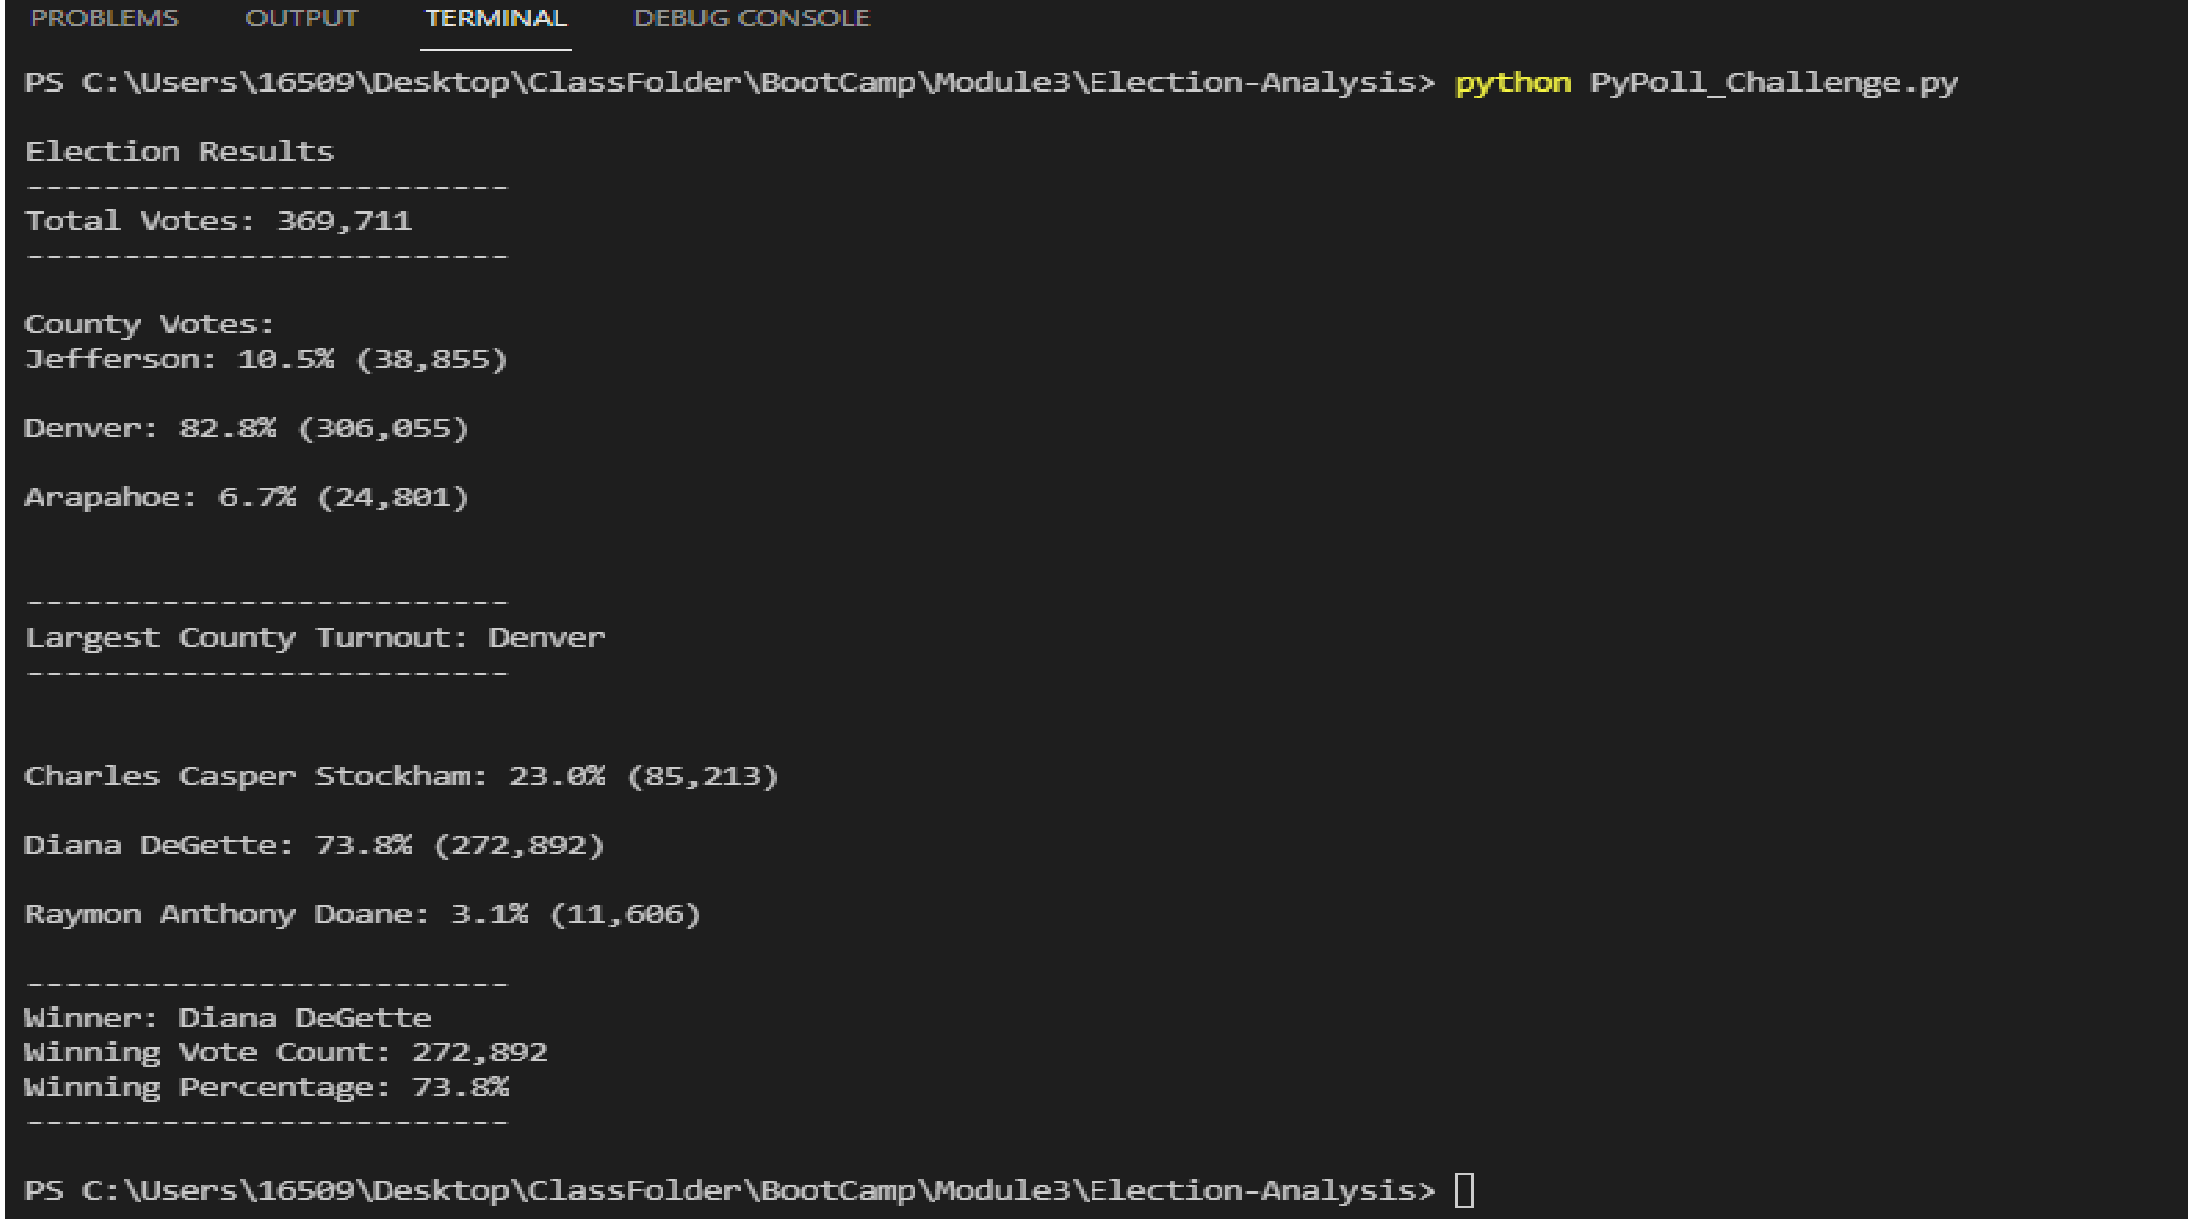 PROBLEMS OUTPUT TERMINAL DEBUG CONSOLE
PS C:\Users\16509\Desktop\ClassFolder\BootCamp\Module3\Election-Analysis> python PyPoll_Challenge.py
Election Results
-------------------------
Total Votes: 369,711
-------------------------
County Votes:
Jefferson: 10.5% (38,855)
Denver: 82.8% (306,055)
Arapahoe: 6.7% (24,801)
-------------------------
Largest County Turnout: Denver
-------------------------
Charles Casper Stockham: 23.0% (85,213)
Diana DeGette: 73.8% (272,892)
Raymon Anthony Doane: 3.1% (11,606)
-------------------------
Winner: Diana DeGette
Winning Vote Count: 272,892
Winning Percentage: 73.8%
-------------------------
PS C:\Users\16509\Desktop\ClassFolder\BootCamp\Module3\Election-Analysis>